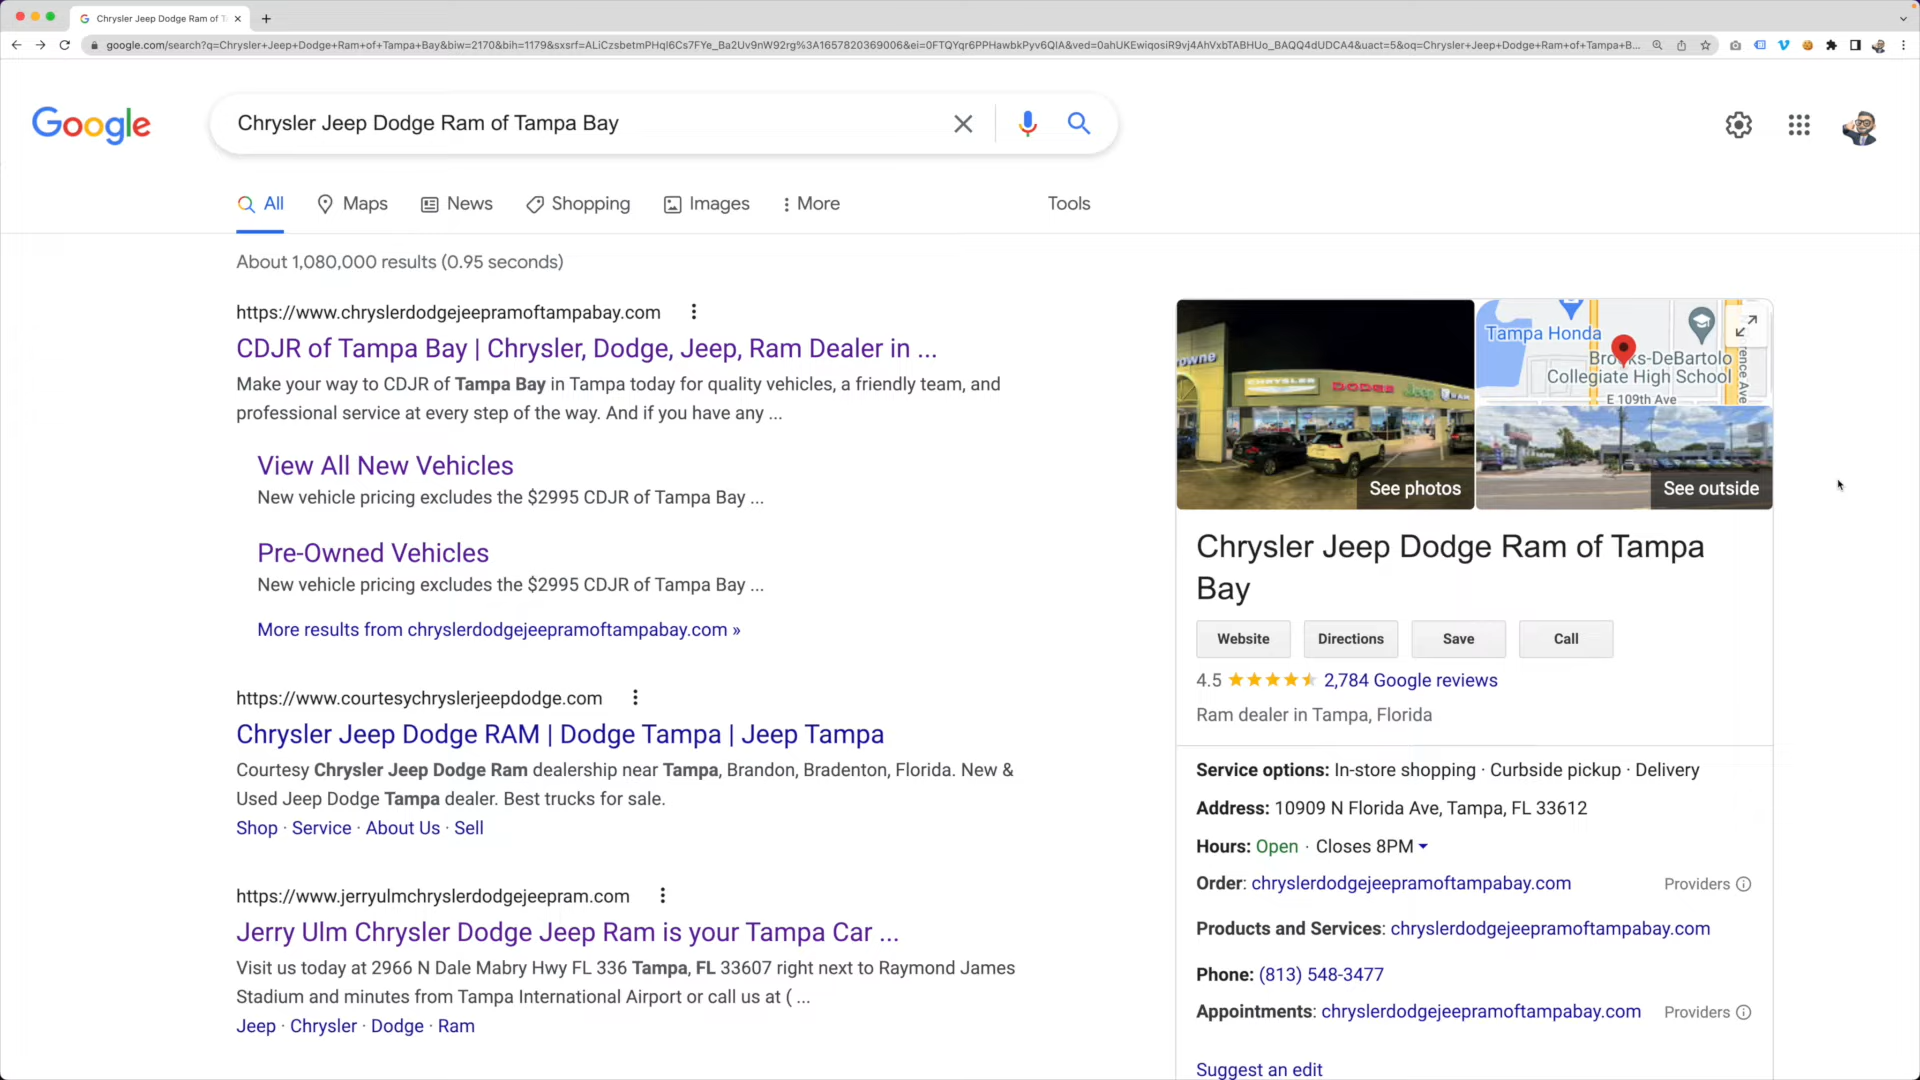 Chrysler Jeep Dodge Ram of T
google.com/search?q=Chrysler+Jeep+Dodge+Ram+of+Tampa+Bay&biw=2170&bih=1179&sxsrf=ALiCzsbetmPHqI6Cs7FYe_Ba2Uv9nW92rg%3A1657820369006&ei=0FTQYqr6PPHawbkPyv6QIA&ved=0ahUKEwiqosiR9vj4AhVxbTABHUo_BAQQ4dUDCA4&uact=5&oq=Chrysler+Jeep+Dodge+Ram+of+Tampa+B...
Google
Chrysler Jeep Dodge Ram of Tampa Bay
All Maps News Shopping Images More Tools
About 1,080,000 results (0.95 seconds)
https://www.chryslerdodgejeepramoftampabay.com
CDJR of Tampa Bay | Chrysler, Dodge, Jeep, Ram Dealer in ...
Make your way to CDJR of Tampa Bay in Tampa today for quality vehicles, a friendly team, and
professional service at every step of the way. And if you have any ...
View All New Vehicles
New vehicle pricing excludes the $2995 CDJR of Tampa Bay ...
Pre-Owned Vehicles
New vehicle pricing excludes the $2995 CDJR of Tampa Bay ...
More results from chryslerdodgejeepramoftampabay.com »
https://www.courtesychryslerjeepdodge.com
Chrysler Jeep Dodge RAM | Dodge Tampa | Jeep Tampa
Courtesy Chrysler Jeep Dodge Ram dealership near Tampa, Brandon, Bradenton, Florida. New &
Used Jeep Dodge Tampa dealer. Best trucks for sale.
Shop · Service · About Us · Sell
https://www.jerryulmchryslerdodgejeepram.com
Jerry Ulm Chrysler Dodge Jeep Ram is your Tampa Car ...
Visit us today at 2966 N Dale Mabry Hwy FL 336 Tampa, FL 33607 right next to Raymond James
Stadium and minutes from Tampa International Airport or call us at ( ...
Jeep · Chrysler · Dodge · Ram
owne
CHRYSLER DODGE Jeep RAM
See photos
Tampa Honda
Brooks-DeBartolo
Collegiate High School
E 109th Ave
rence Ave
See outside
Chrysler Jeep Dodge Ram of Tampa
Bay
Website Directions Save Call
4.5 2,784 Google reviews
Ram dealer in Tampa, Florida
Service options: In-store shopping · Curbside pickup · Delivery
Address: 10909 N Florida Ave, Tampa, FL 33612
Hours: Open · Closes 8PM
Order: chryslerdodgejeepramoftampabay.com Providers
Products and Services: chryslerdodgejeepramoftampabay.com
Phone: (813) 548-3477
Appointments: chryslerdodgejeepramoftampabay.com Providers
Suggest an edit